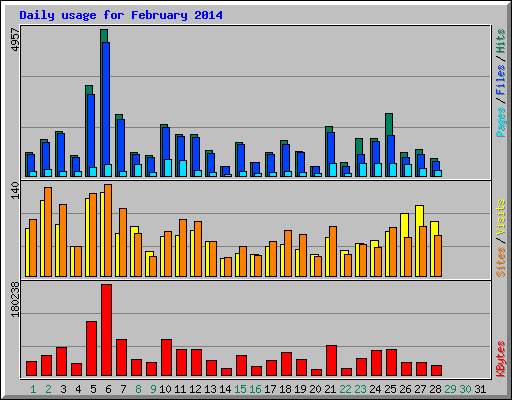 Daily usage for February 2014
4957
Pages / Files / Hits
140
Sites / Visits
180238
KBytes
1 2 3 4 5 6 7 8 9 10 11 12 13 14 15 16 17 18 19 20 21 22 23 24 25 26 27 28 29 30 31